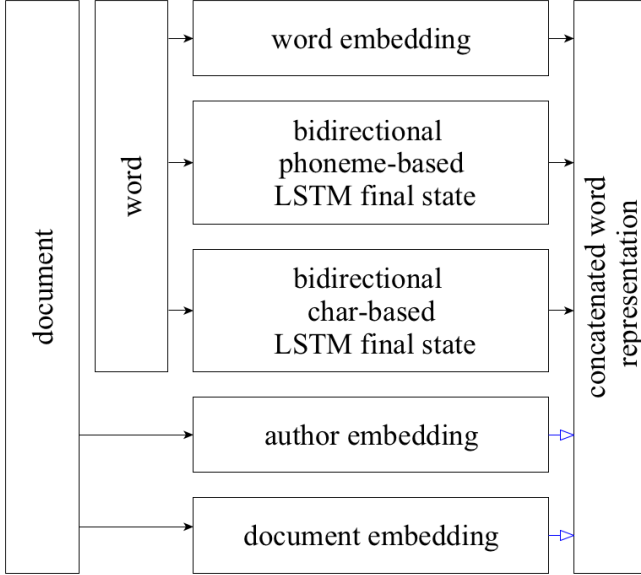 document
word
word embedding
bidirectional
phoneme-based
LSTM final state
bidirectional
char-based
LSTM final state
author embedding
document embedding
concatenated word
representation